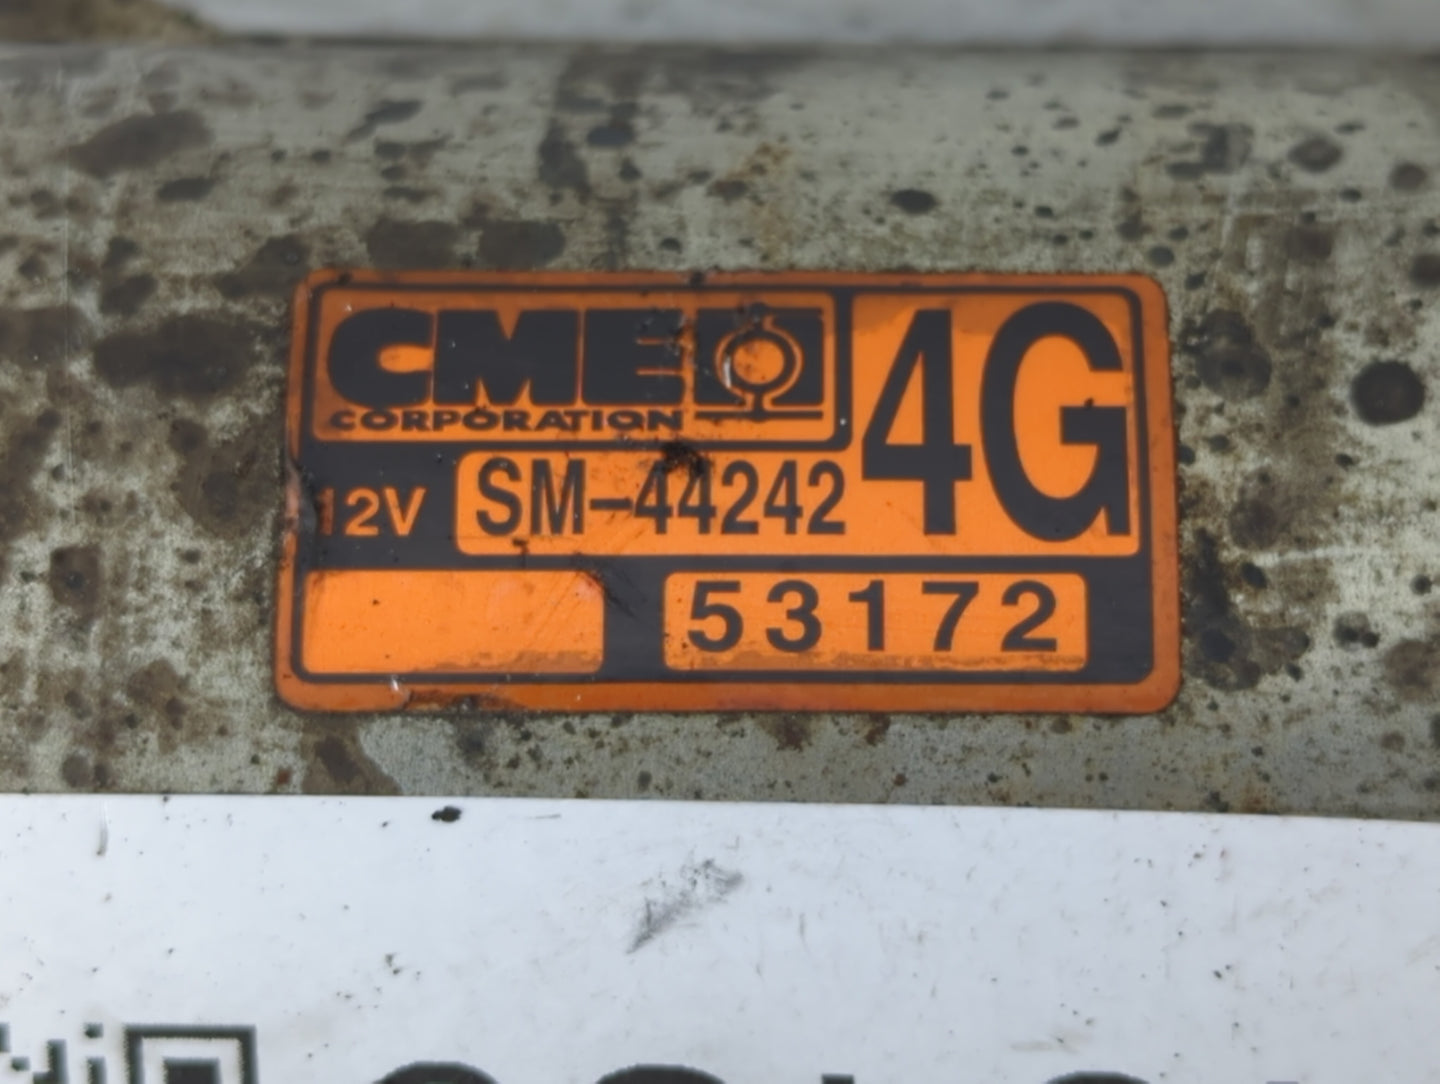 CME
CORPORATION
4G
12V SM-44242
53172